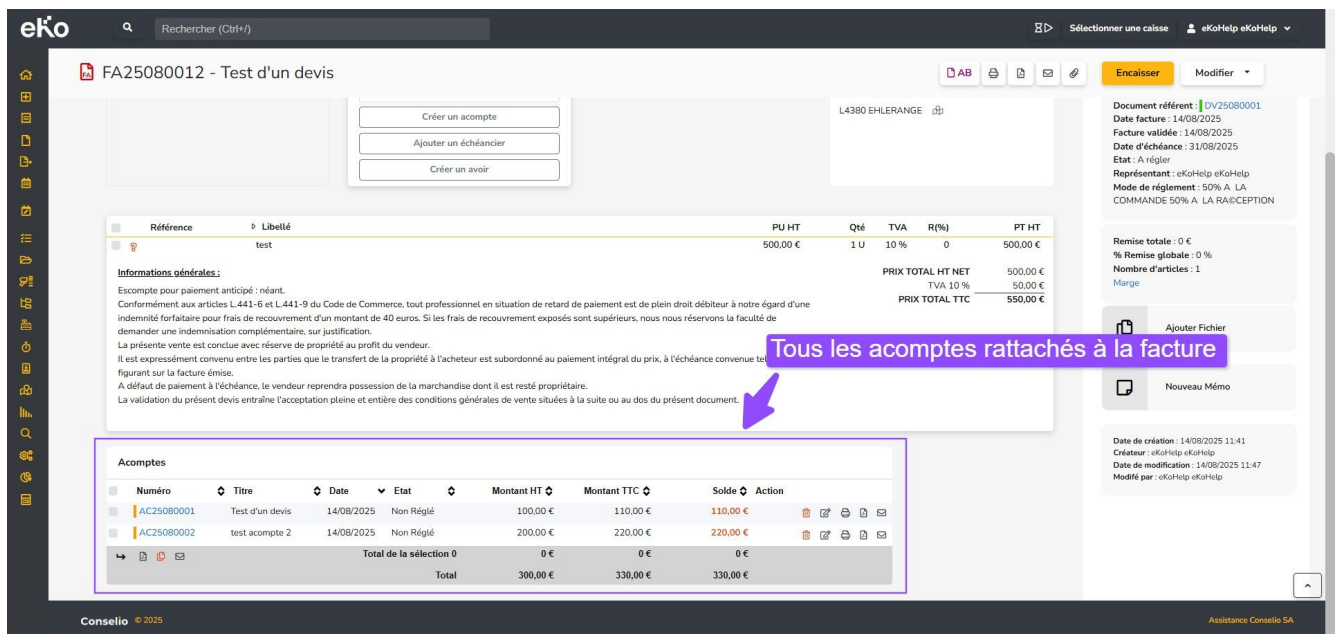 eKo
Rechercher (Ctrl+/)
Sélectionner une caisse
eKoHelp eKoHelp
FA25080012 - Test d'un devis
AB
Encaisser
Modifier
Créer un acompte
Ajouter un échéancier
Créer un avoir
L4380 EHLERANGE
Document référent : DV25080001
Date facture : 14/08/2025
Facture validée : 14/08/2025
Date d'échéance : 31/08/2025
Etat : A régler
Représentant : eKoHelp eKoHelp
Mode de réglement : 50% A LA
COMMANDE 50% A LA RA©CEPTION
Référence Libellé PU HT Qté TVA R(%) PT HT
test 500,00 € 1 U 10 % 0 500,00 €
Informations générales :
Escompte pour paiement anticipé : néant.
Conformément aux articles L.441-6 et L.441-9 du Code de Commerce, tout professionnel en situation de retard de paiement est de plein droit débiteur à notre égard d'une
indemnité forfaitaire pour frais de recouvrement d'un montant de 40 euros. Si les frais de recouvrement exposés sont supérieurs, nous nous réservons la faculté de
demander une indemnisation complémentaire, sur justification.
La présente vente est conclue avec réserve de propriété au profit du vendeur.
Il est expressément convenu entre les parties que le transfert de la propriété à l'acheteur est subordonné au paiement intégral du prix, à l'échéance convenue
figurant sur la facture émise.
A défaut de paiement à l'échéance, le vendeur reprendra possession de la marchandise dont il est resté propriétaire.
La validation du présent devis entraîne l'acceptation pleine et entière des conditions générales de vente situées à la suite ou au dos du présent document.
PRIX TOTAL HT NET 500,00 €
TVA 10 % 50,00 €
PRIX TOTAL TTC 550,00 €
Remise totale : 0 €
% Remise globale : 0 %
Nombre d'articles : 1
Marge
Ajouter Fichier
Tous les acomptes rattachés à la facture
Nouveau Mémo
Date de création : 14/08/2025 11:41
Créateur : eKoHelp eKoHelp
Date de modification : 14/08/2025 11:47
Modifé par : eKoHelp eKoHelp
Acomptes
Numéro Titre Date Etat Montant HT Montant TTC Solde Action
AC25080001 Test d'un devis 14/08/2025 Non Réglé 100,00 € 110,00 € 110,00 €
AC25080002 test acompte 2 14/08/2025 Non Réglé 200,00 € 220,00 € 220,00 €
Total de la sélection 0 0 € 0 € 0 €
Total 300,00 € 330,00 € 330,00 €
Conselio © 2025
Assistance Conselio SA